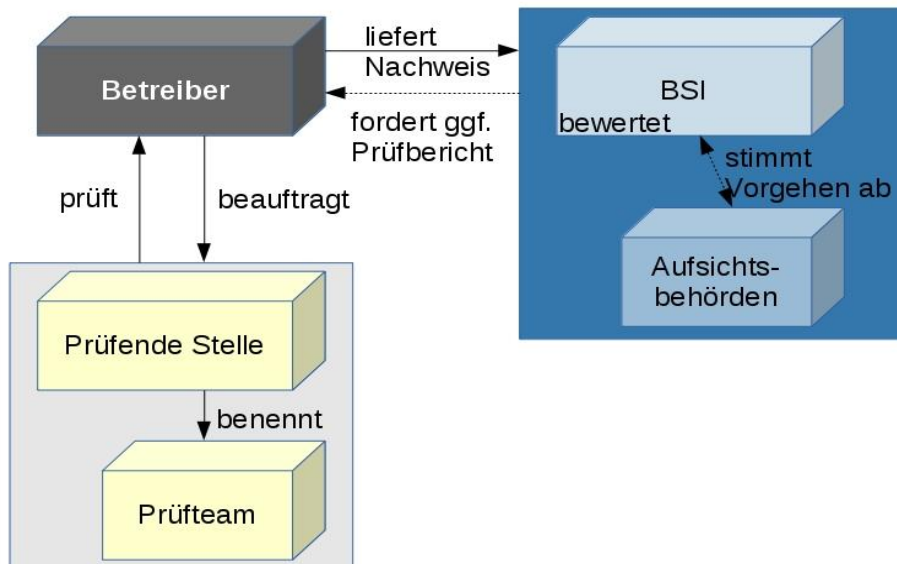 Betreiber
liefert
Nachweis
fordert ggf.
Prüfbericht
BSI
bewertet
stimmt
Vorgehen ab
Aufsichts-
behörden
prüft
beauftragt
Prüfende Stelle
benennt
Prüfteam